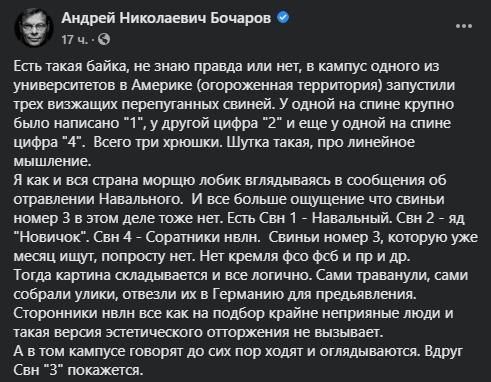 Андрей Николаевич Бочаров
17 ч. ·
Есть такая байка, не знаю правда или нет, в кампус одного из
университетов в Америке (огороженная территория) запустили
трех визжащих перепуганных свиней. У одной на спине крупно
было написано "1", у другой цифра "2" и еще у одной на спине
цифра "4".  Всего три хрюшки. Шутка такая, про линейное
мышление.
Я как и вся страна морщю лобик вглядываясь в сообщения об
отравлении Навального.  И все больше ощущение что свиньи
номер 3 в этом деле тоже нет. Есть Свн 1 - Навальный. Свн 2 - яд
"Новичок". Свн 4 - Соратники нвлн.  Свиньи номер 3, которую уже
месяц ищут, попросту нет. Нет кремля фсо фсб и пр и др.
Тогда картина складывается и все логично. Сами траванули, сами
собрали улики, отвезли их в Германию для предьявления.
Сторонники нвлн все как на подбор крайне неприяные люди и
такая версия эстетического отторжения не вызывает.
А в том кампусе говорят до сих пор ходят и оглядываются. Вдруг
Свн "3" покажется.